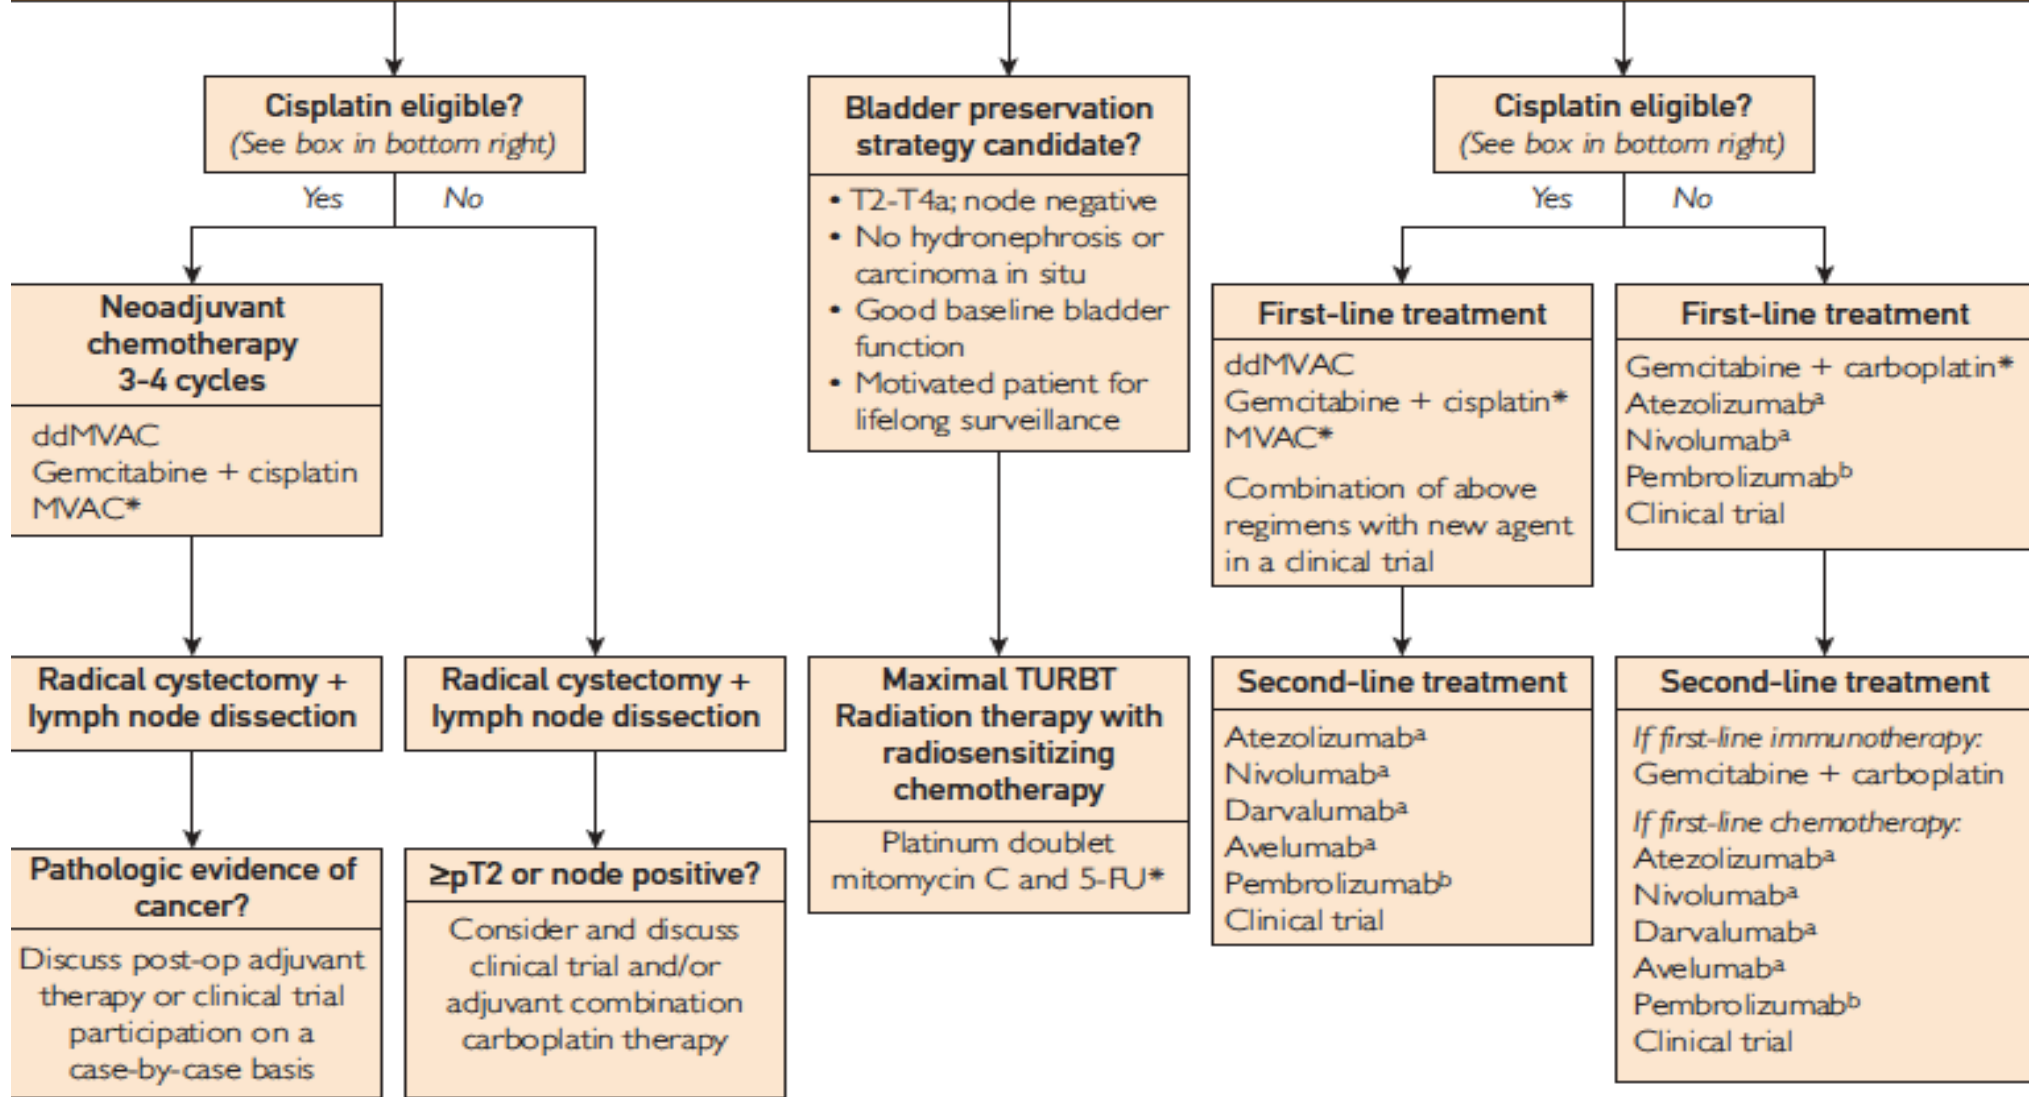 Cisplatin eligible?
(See box in bottom right)
Yes
No
Neoadjuvant
chemotherapy
3-4 cycles
ddMVAC
Gemcitabine + cisplatin
MVAC*
Radical cystectomy +
lymph node dissection
Pathologic evidence of
cancer?
Discuss post-op adjuvant
therapy or clinical trial
participation on a
case-by-case basis
Radical cystectomy +
lymph node dissection
≥pT2 or node positive?
Consider and discuss
clinical trial and/or
adjuvant combination
carboplatin therapy
Bladder preservation
strategy candidate?
• T2-T4a; node negative
• No hydronephrosis or
carcinoma in situ
• Good baseline bladder
function
• Motivated patient for
lifelong surveillance
Maximal TURBT
Radiation therapy with
radiosensitizing
chemotherapy
Platinum doublet
mitomycin C and 5-FU*
Cisplatin eligible?
(See box in bottom right)
Yes
No
First-line treatment
ddMVAC
Gemcitabine + cisplatin*
MVAC*
Combination of above
regimens with new agent
in a clinical trial
Second-line treatment
Atezolizumabᵃ
Nivolumabᵃ
Darvalumabᵃ
Avelumabᵃ
Pembrolizumabᵇ
Clinical trial
First-line treatment
Gemcitabine + carboplatin*
Atezolizumabᵃ
Nivolumabᵃ
Pembrolizumabᵇ
Clinical trial
Second-line treatment
If first-line immunotherapy:
Gemcitabine + carboplatin
If first-line chemotherapy:
Atezolizumabᵃ
Nivolumabᵃ
Darvalumabᵃ
Avelumabᵃ
Pembrolizumabᵇ
Clinical trial